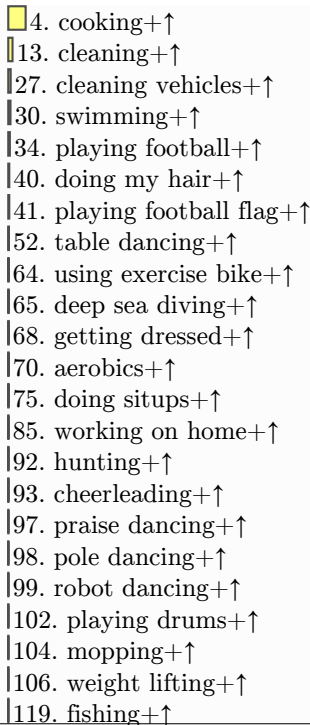 4. cooking+↑
13. cleaning+↑
27. cleaning vehicles+↑
30. swimming+↑
34. playing football+↑
40. doing my hair+↑
41. playing football flag+↑
52. table dancing+↑
64. using exercise bike+↑
65. deep sea diving+↑
68. getting dressed+↑
70. aerobics+↑
75. doing situps+↑
85. working on home+↑
92. hunting+↑
93. cheerleading+↑
97. praise dancing+↑
98. pole dancing+↑
99. robot dancing+↑
102. playing drums+↑
104. mopping+↑
106. weight lifting+↑
119. fishing+↑